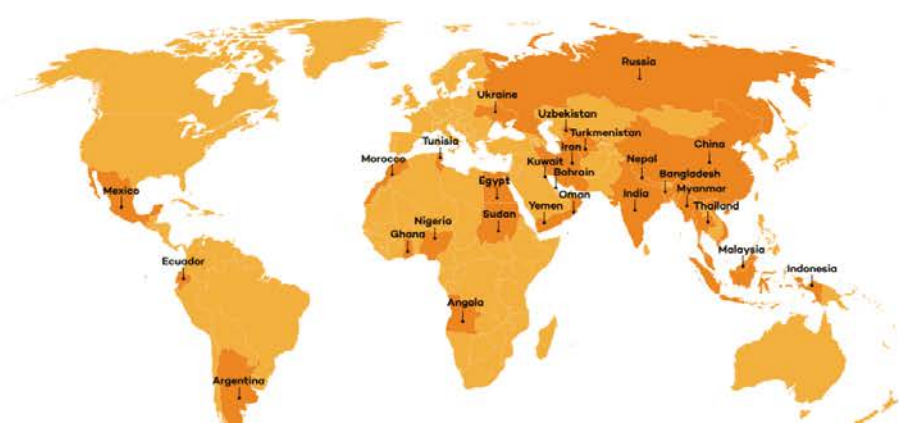 Russia
Ukraine
Uzbekistan
Turkmenistan
Tunisia
Iran
China
Morocco
Kuwait
Nepal
Bahrain
Bangladesh
Egypt
Mexico
Oman
India
Myanmar
Yemen
Thailand
Sudan
Nigeria
Ghana
Malaysia
Ecuador
Indonesia
Angola
Argentina